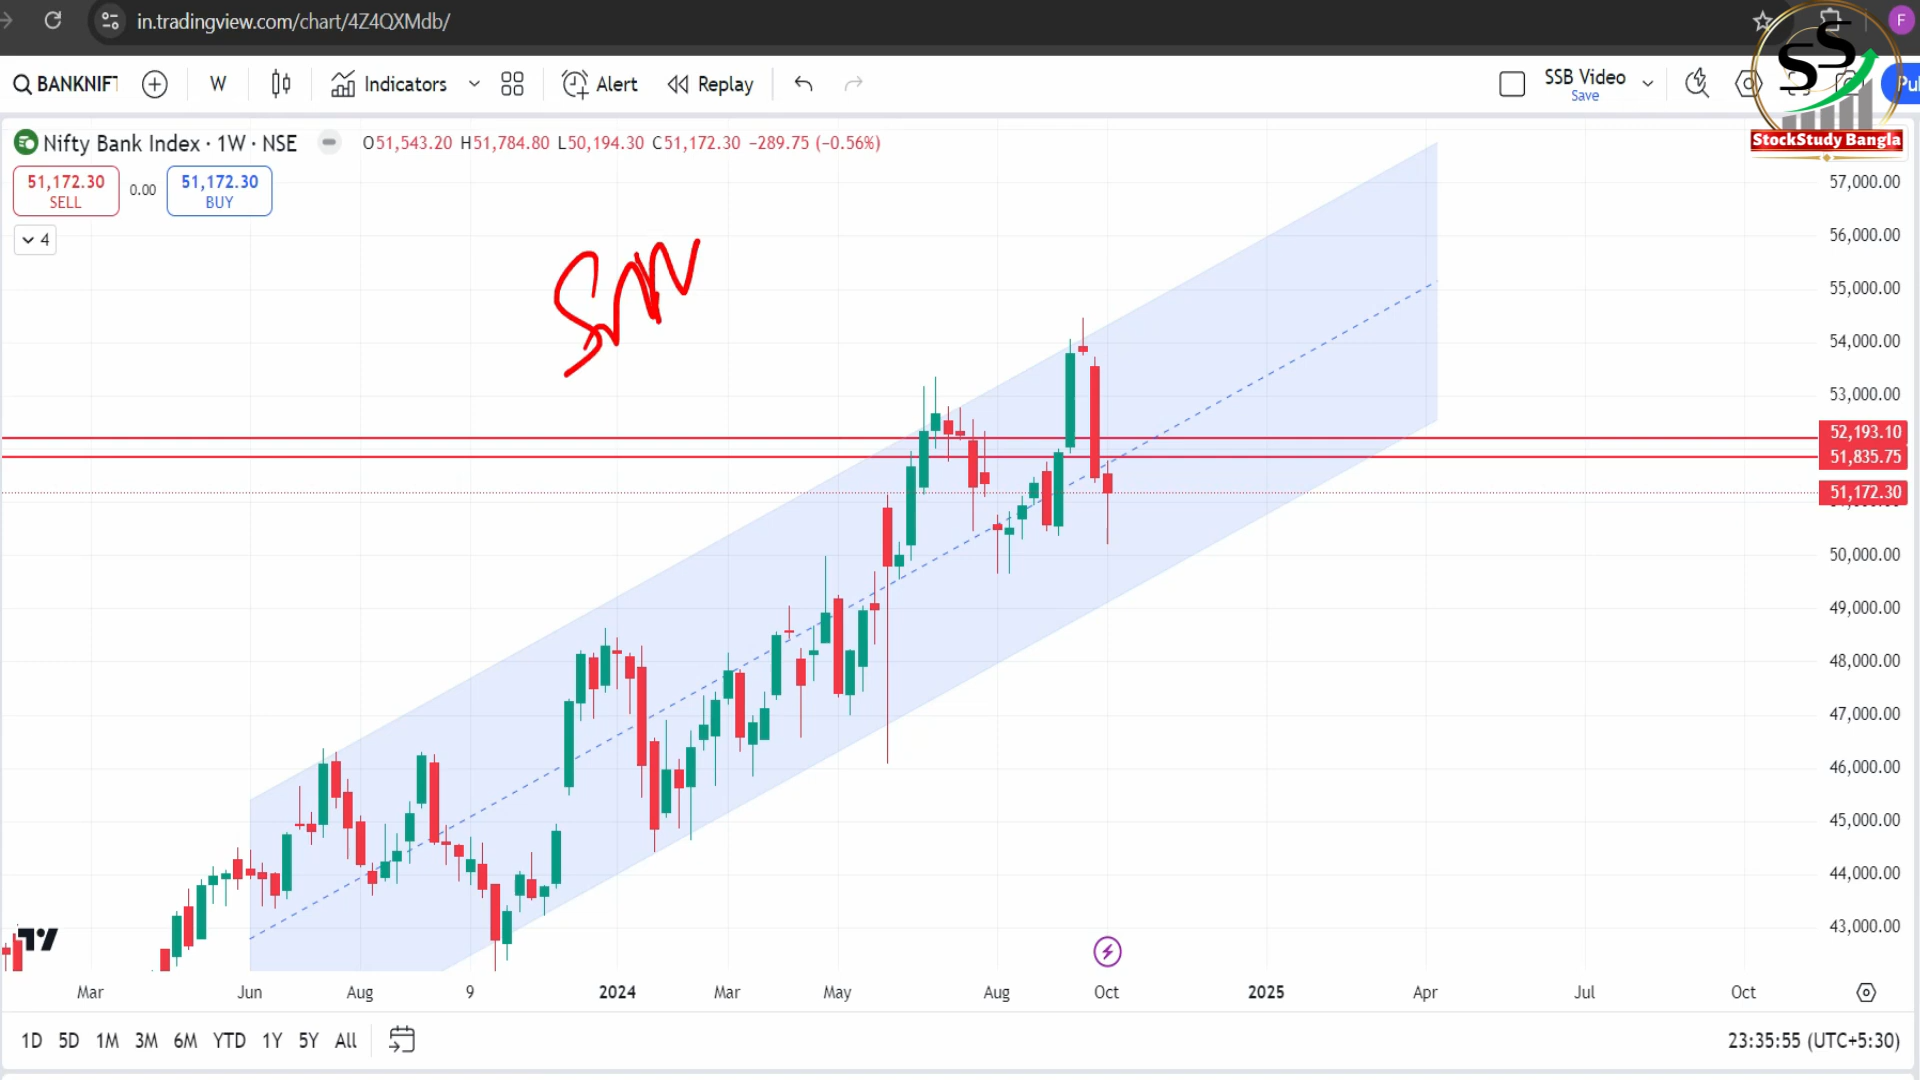 in.tradingview.com/chart/4Z4QXMdb/
F
BANKNIFT
W
Indicators
Alert
Replay
SSB Video
Save
Pul
SS
StockStudy Bangla
Nifty Bank Index · 1W · NSE
O51,543.20 H51,784.80 L50,194.30 C51,172.30 −289.75 (−0.56%)
51,172.30
SELL
0.00
51,172.30
BUY
4
57,000.00
56,000.00
55,000.00
54,000.00
53,000.00
52,193.10
51,835.75
51,172.30
50,000.00
49,000.00
48,000.00
47,000.00
46,000.00
45,000.00
44,000.00
43,000.00
Mar Jun Aug 9 2024 Mar May Aug Oct 2025 Apr Jul Oct
1D 5D 1M 3M 6M YTD 1Y 5Y All
23:35:55 (UTC+5:30)